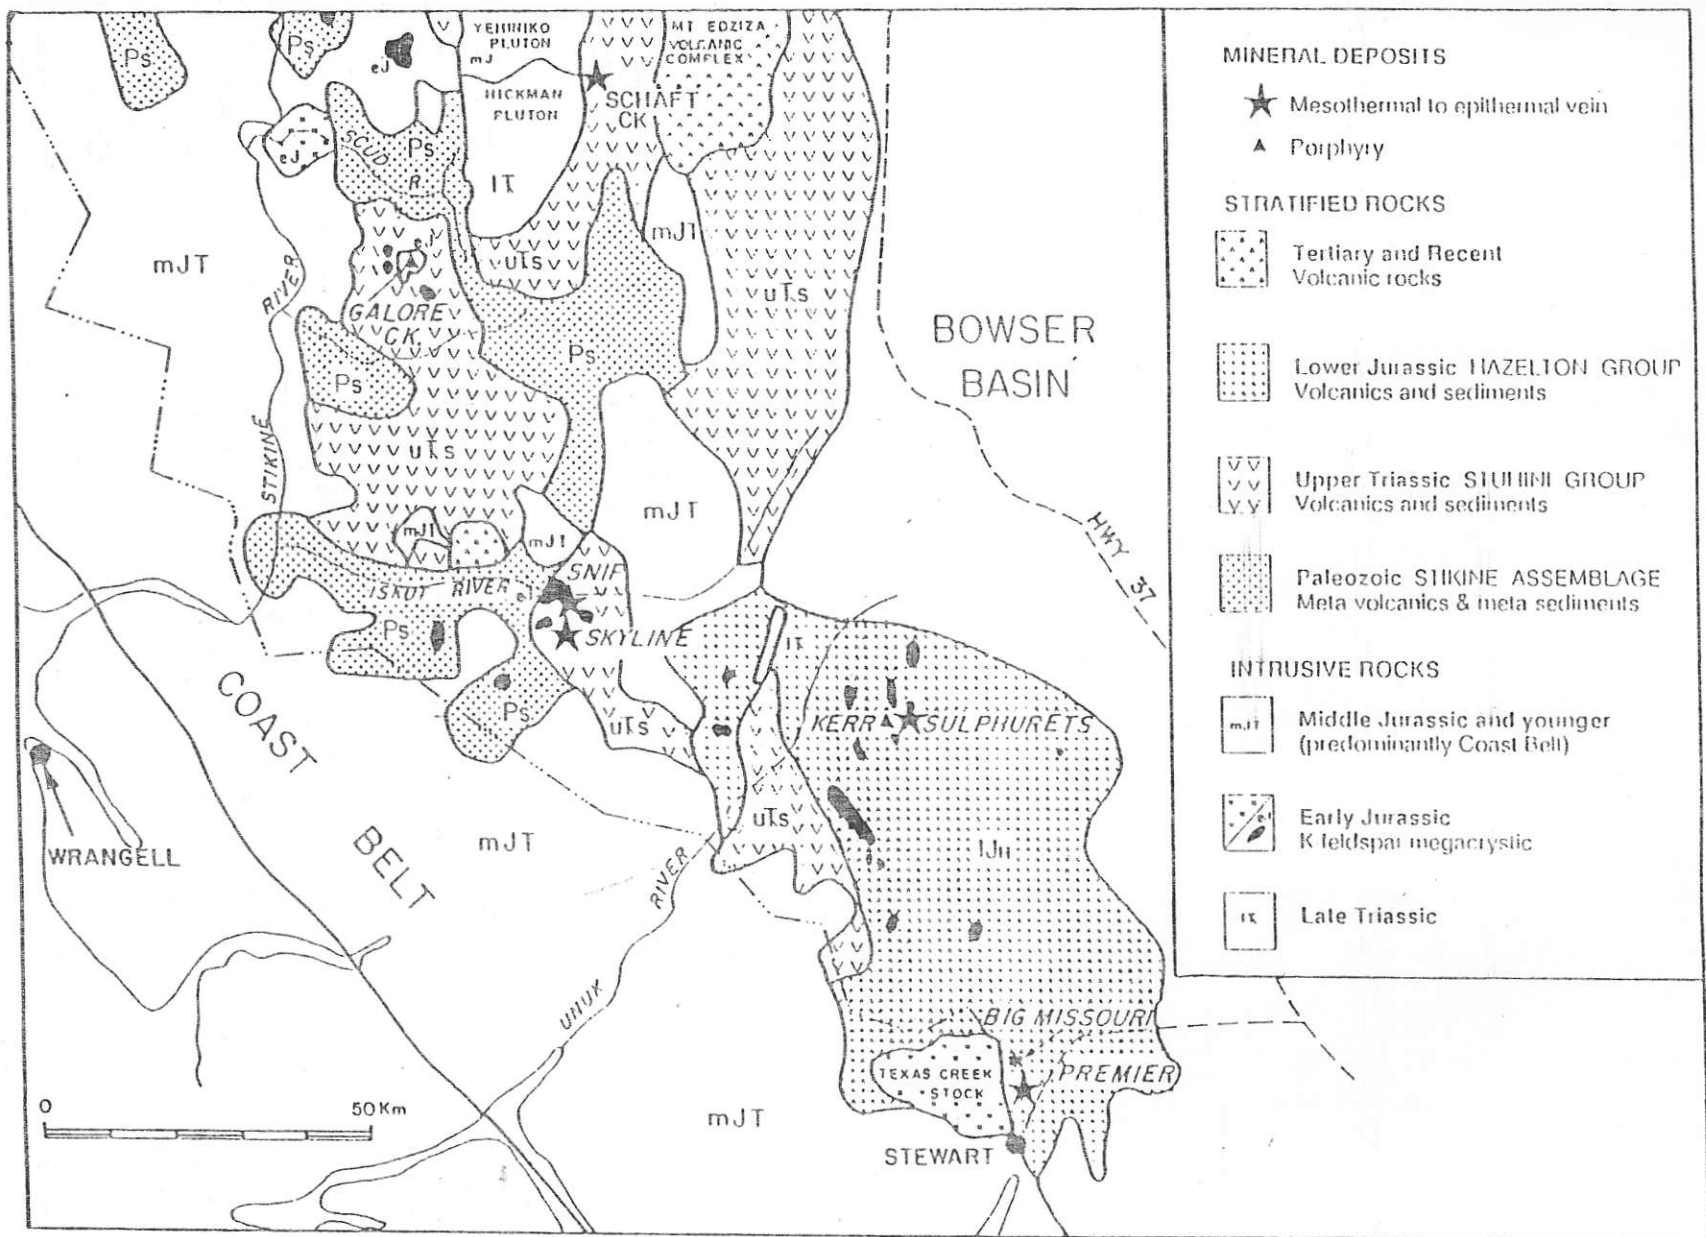 YEHINIKO
PLUTON
mJ
MT EDZIZA
VOLCANIC
COMPLEX
Ps
Ps
eJ
HICKMAN
PLUTON
SCHAFT
CK
eJ
SCUD
R
Ps
mJT
mJT
uTs
uTs
RIVER
GALORE
CK
Ps
Ps
BOWSER
BASIN
STIKINE
uTs
mJT
mJT
HWY 37
SNIP
ISKUT RIVER
Ps
SKYLINE
Ps
uTs
KERR
SULPHURETS
COAST
BELT
WRANGELL
mJT
uTs
lJH
RIVER
UNUK
BIG MISSOURI
TEXAS CREEK
STOCK
PREMIER
mJT
STEWART
0
50 Km
MINERAL DEPOSITS
Mesothermal to epithermal vein
Porphyry
STRATIFIED ROCKS
Tertiary and Recent
Volcanic rocks
Lower Jurassic HAZELTON GROUP
Volcanics and sediments
Upper Triassic STUHINI GROUP
Volcanics and sediments
Paleozoic STIKINE ASSEMBLAGE
Meta volcanics & meta sediments
INTRUSIVE ROCKS
mJT
Middle Jurassic and younger
(predominantly Coast Belt)
Early Jurassic
K-feldspar megacrystic
Late Triassic